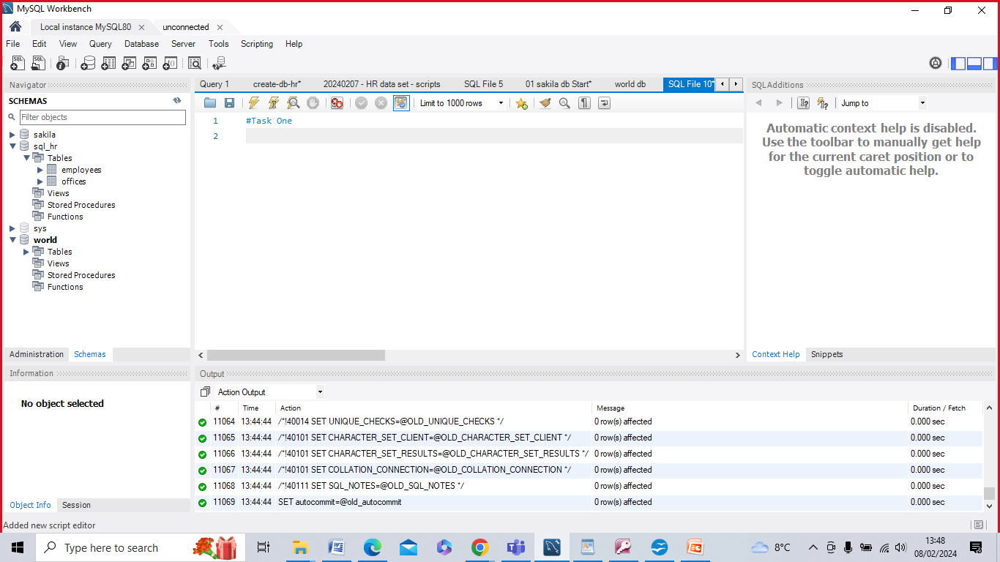 MySQL Workbench
Local instance MySQL80
unconnected
File Edit View Query Database Server Tools Scripting Help
Navigator
SCHEMAS
Filter objects
sakila
sql_hr
Tables
employees
offices
Views
Stored Procedures
Functions
sys
world
Tables
Views
Stored Procedures
Functions
Administration Schemas
Information
No object selected
Object Info Session
Query 1 create-db-hr* 20240207 - HR data set - scripts SQL File 5 01 sakila db Start* world db SQL File 10*
Limit to 1000 rows
1 #Task One
2
SQLAdditions
Jump to
Automatic context help is disabled.
Use the toolbar to manually get help
for the current caret position or to
toggle automatic help.
Context Help Snippets
Output
Action Output
# Time Action Message Duration / Fetch
11064 13:44:44 /*!40014 SET UNIQUE_CHECKS=@OLD_UNIQUE_CHECKS */ 0 row(s) affected 0.000 sec
11065 13:44:44 /*!40101 SET CHARACTER_SET_CLIENT=@OLD_CHARACTER_SET_CLIENT */ 0 row(s) affected 0.000 sec
11066 13:44:44 /*!40101 SET CHARACTER_SET_RESULTS=@OLD_CHARACTER_SET_RESULTS */ 0 row(s) affected 0.000 sec
11067 13:44:44 /*!40101 SET COLLATION_CONNECTION=@OLD_COLLATION_CONNECTION */ 0 row(s) affected 0.000 sec
11068 13:44:44 /*!40111 SET SQL_NOTES=@OLD_SQL_NOTES */ 0 row(s) affected 0.000 sec
11069 13:44:44 SET autocommit=@old_autocommit 0 row(s) affected 0.000 sec
Added new script editor
Type here to search
8°C
13:48
08/02/2024